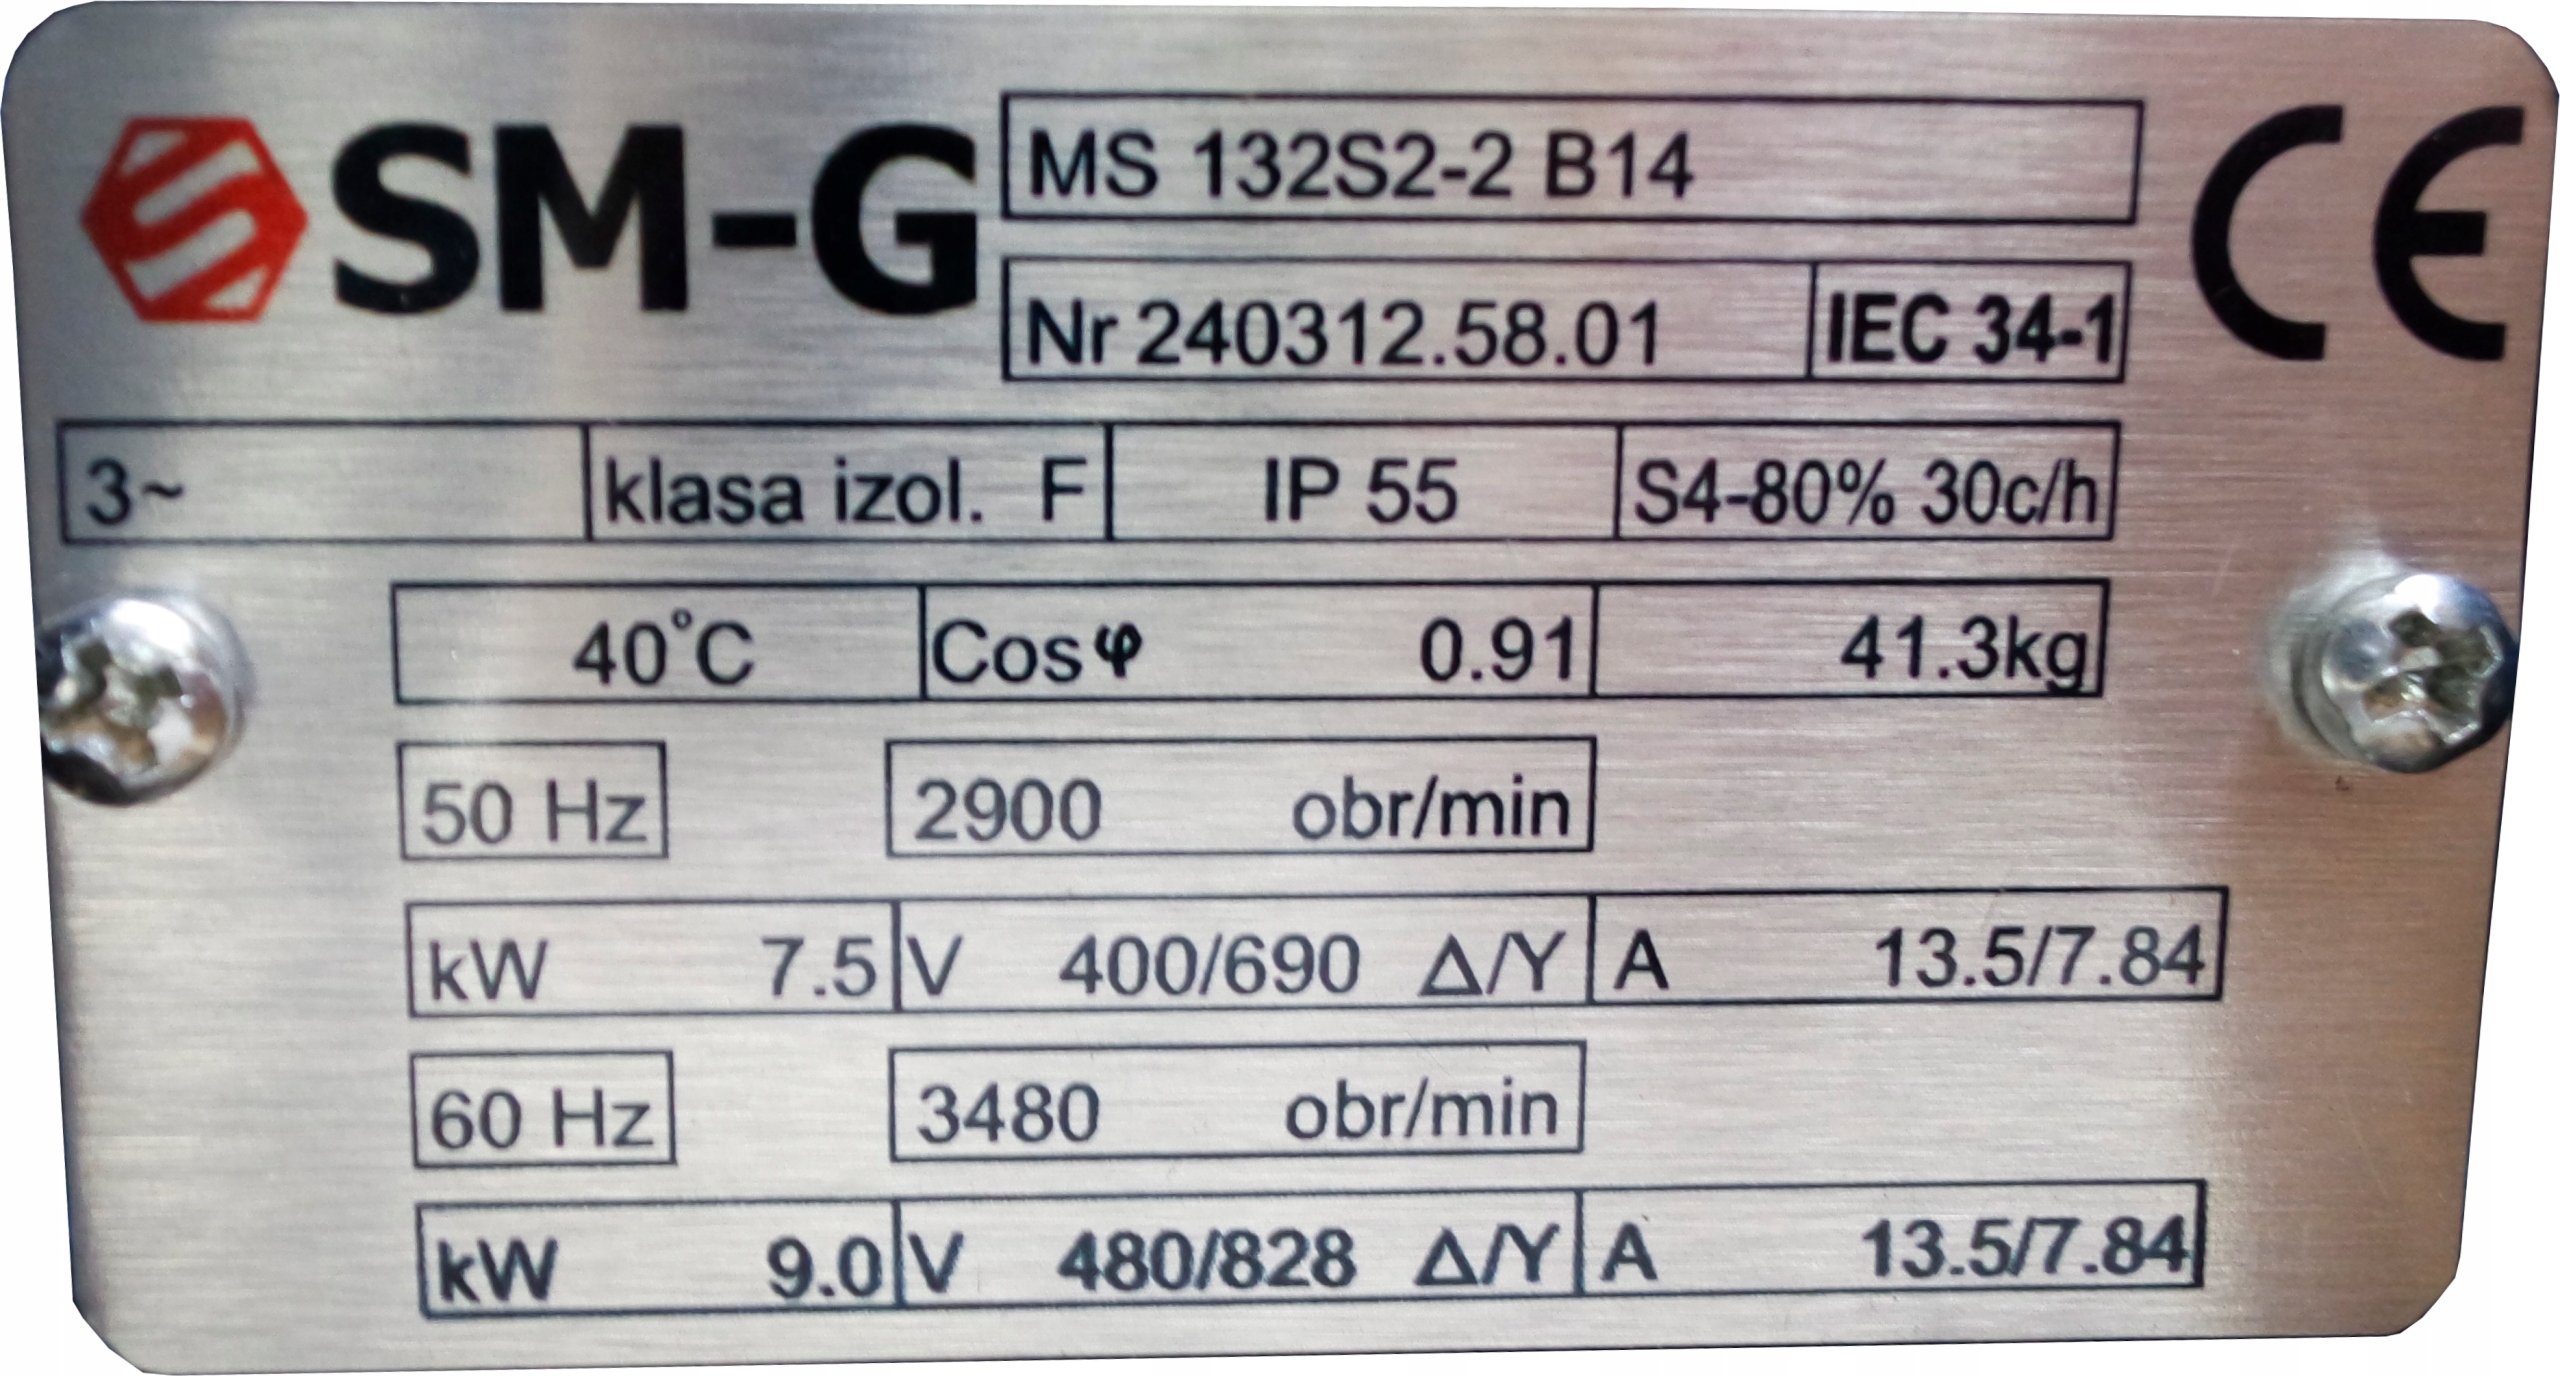 SM-G
MS 132S2-2 B14
CE
Nr 240312.58.01 IEC 34-1
3~ klasa izol. F IP 55 S4-80% 30c/h
40°C Cosφ 0.91 41.3kg
50 Hz 2900 obr/min
kW 7.5 V 400/690 Δ/Y A 13.5/7.84
60 Hz 3480 obr/min
kW 9.0 V 480/828 Δ/Y A 13.5/7.84